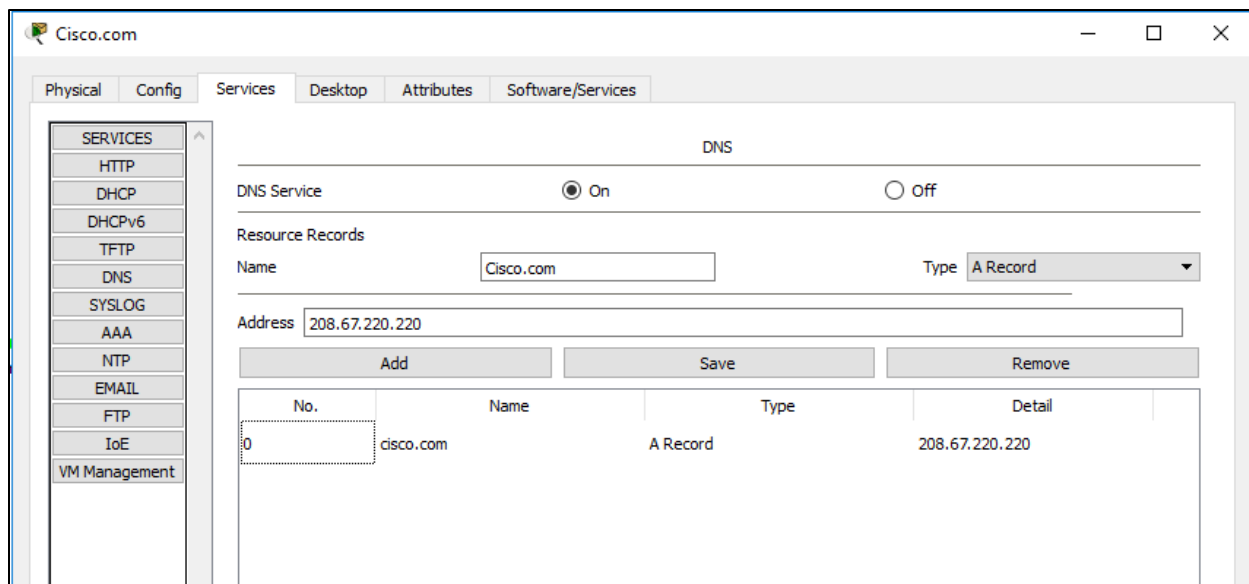 Cisco.com
Physical Config Services Desktop Attributes Software/Services
SERVICES
HTTP
DHCP
DHCPv6
TFTP
DNS
SYSLOG
AAA
NTP
EMAIL
FTP
IoE
VM Management
DNS
DNS Service On Off
Resource Records
Name Cisco.com Type A Record
Address 208.67.220.220
Add Save Remove
No. Name Type Detail
0 cisco.com A Record 208.67.220.220